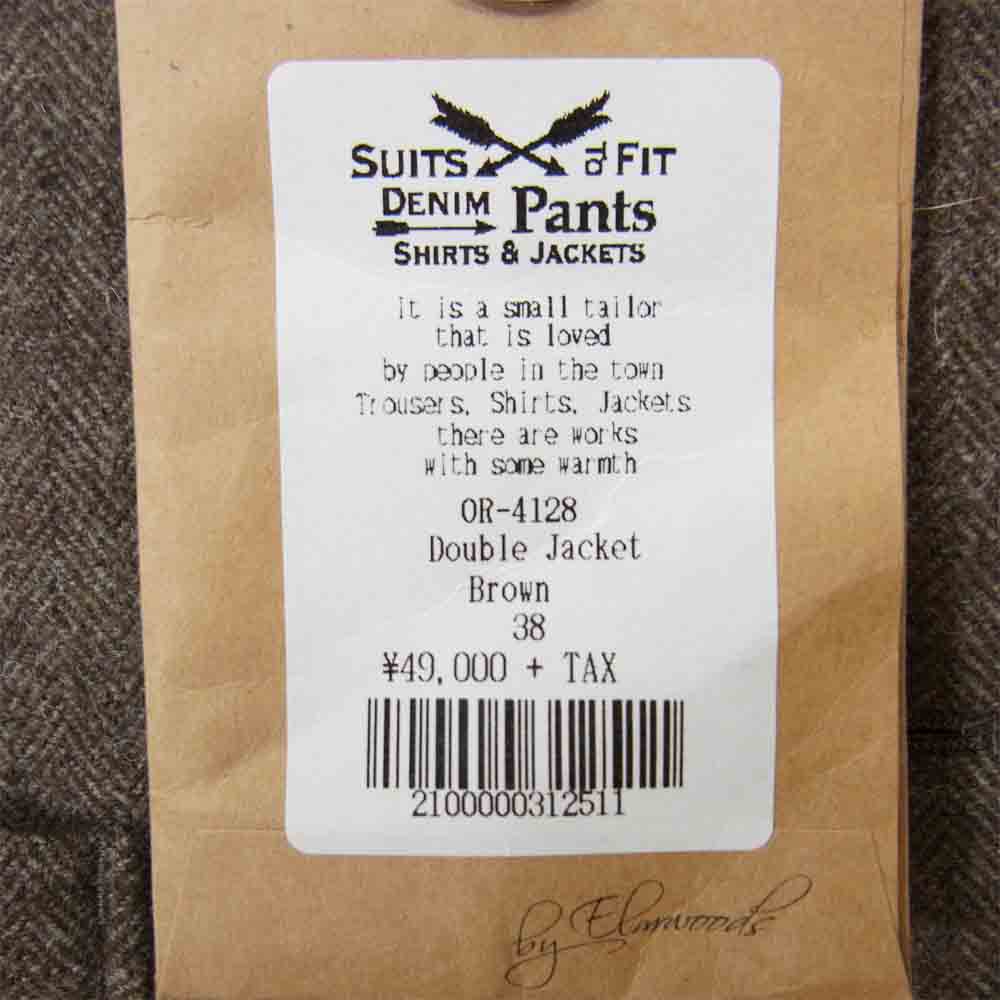 SUITS to FIT
DENIM Pants
SHIRTS & JACKETS
it is a small tailor
that is loved
by people in the town
Trousers, Shirts, Jackets
there are works
with some warmth
OR-4128
Double Jacket
Brown
38
¥49,000 + TAX
2100000312511
by Elmwoods